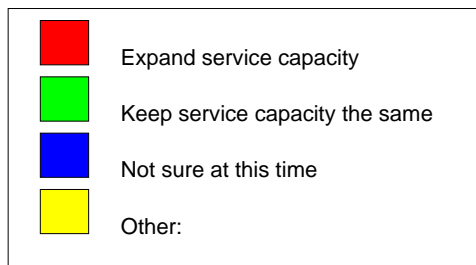 Expand service capacity
Keep service capacity the same
Not sure at this time
Other: